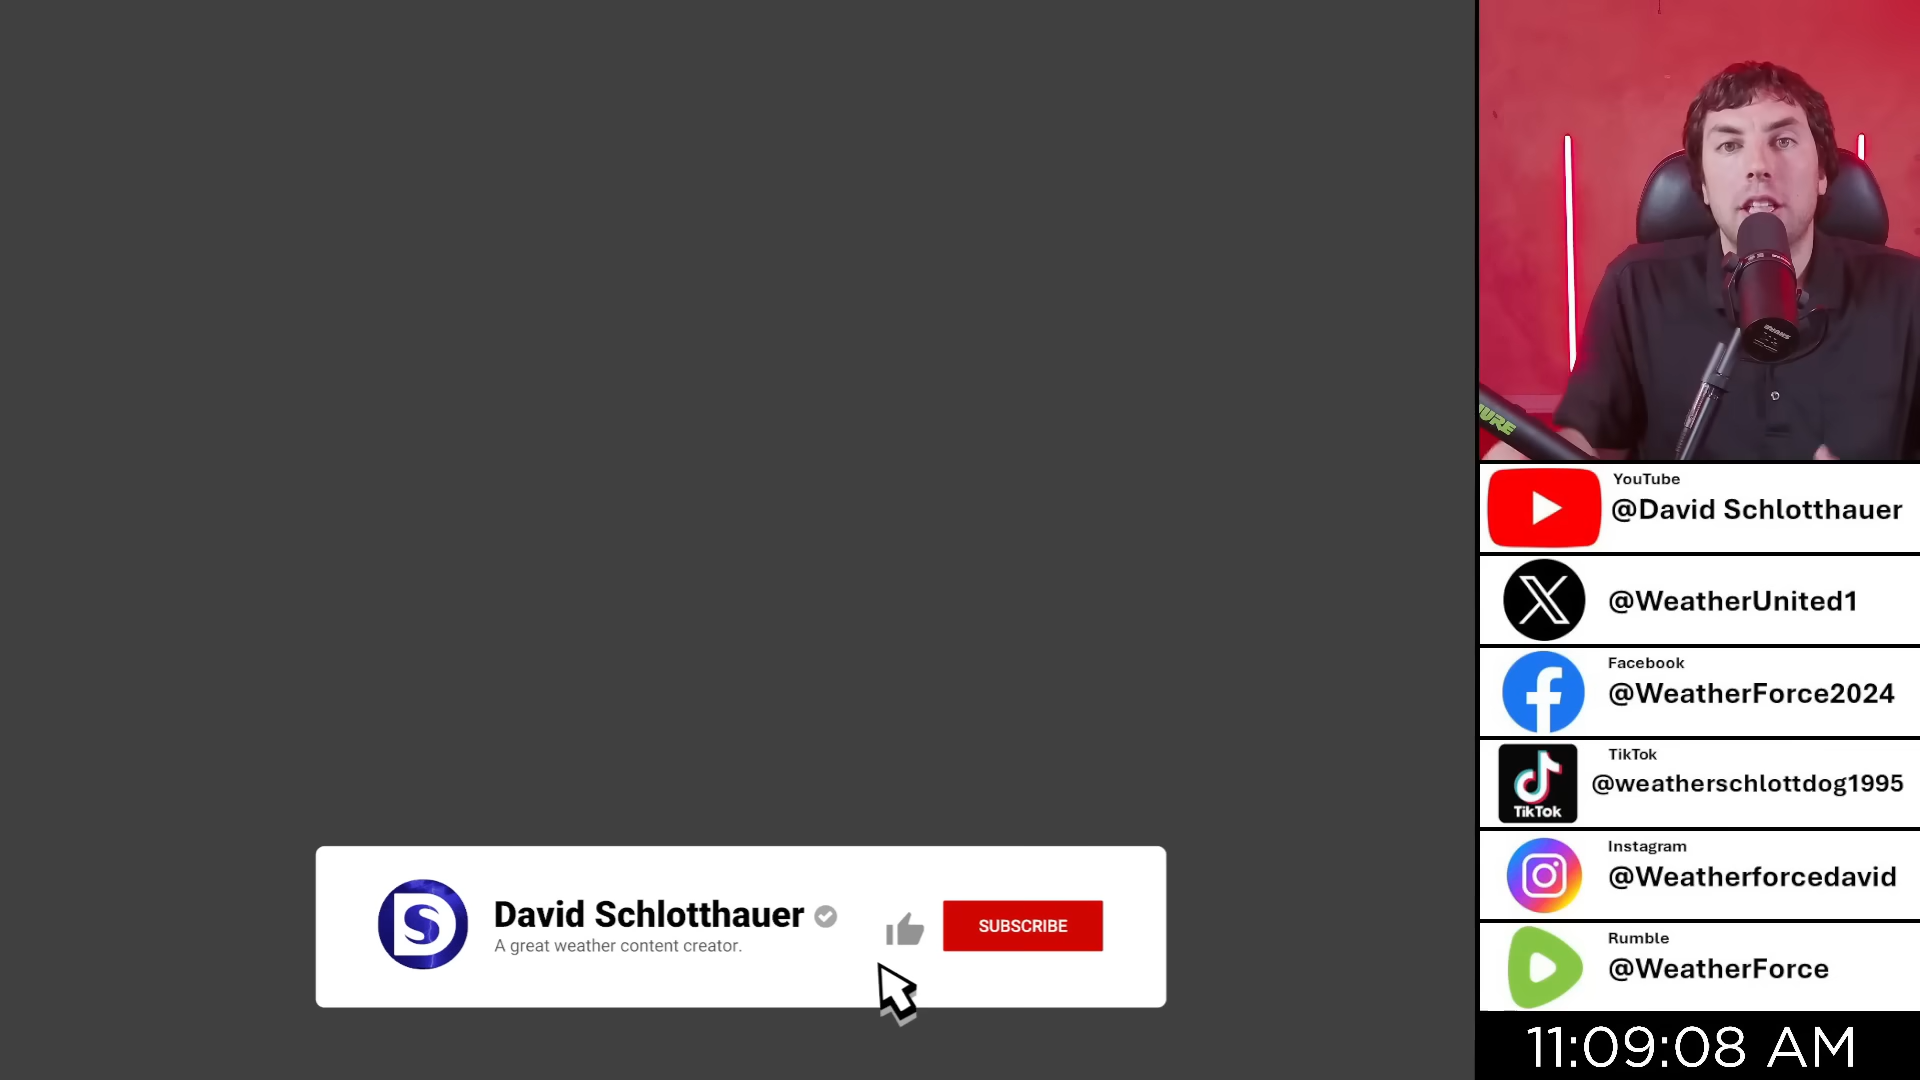 YouTube
@David Schlotthauer
@WeatherUnited1
Facebook
@WeatherForce2024
TikTok
@weatherschlottdog1995
TikTok
Instagram
@Weatherforcedavid
Rumble
@WeatherForce
11:09:08 AM
David Schlotthauer
A great weather content creator.
SUBSCRIBE
SHURE